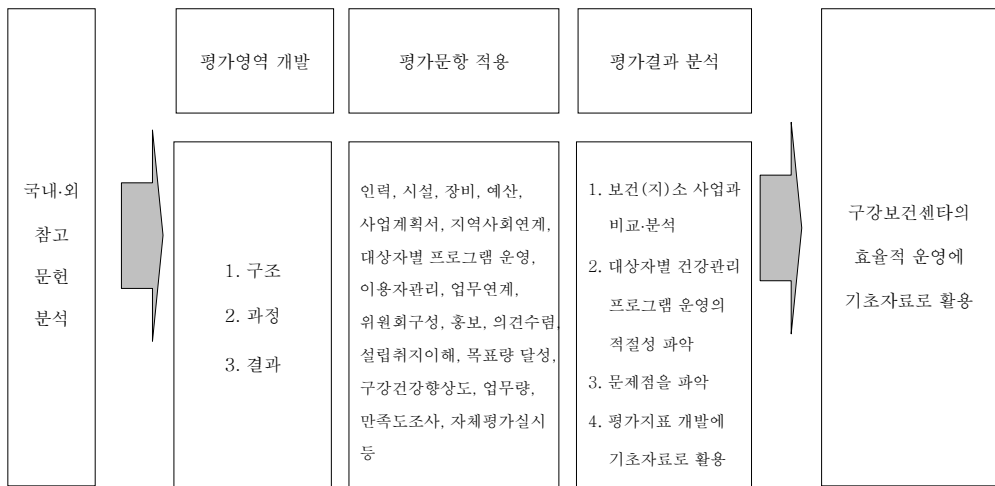 국내·외
참고
문헌
분석
평가영역 개발
1. 구조
2. 과정
3. 결과
평가문항 적용
인력, 시설, 장비, 예산,
사업계획서, 지역사회연계,
대상자별 프로그램 운영,
이용자관리, 업무연계,
위원회구성, 홍보, 의견수렴,
설립취지이해, 목표량 달성,
구강건강향상도, 업무량,
만족도조사, 자체평가실시
등
평가결과 분석
1. 보건(지)소 사업과
비교·분석
2. 대상자별 건강관리
프로그램 운영의
적절성 파악
3. 문제점을 파악
4. 평가지표 개발에
기초자료로 활용
구강보건센타의
효율적 운영에
기초자료로 활용